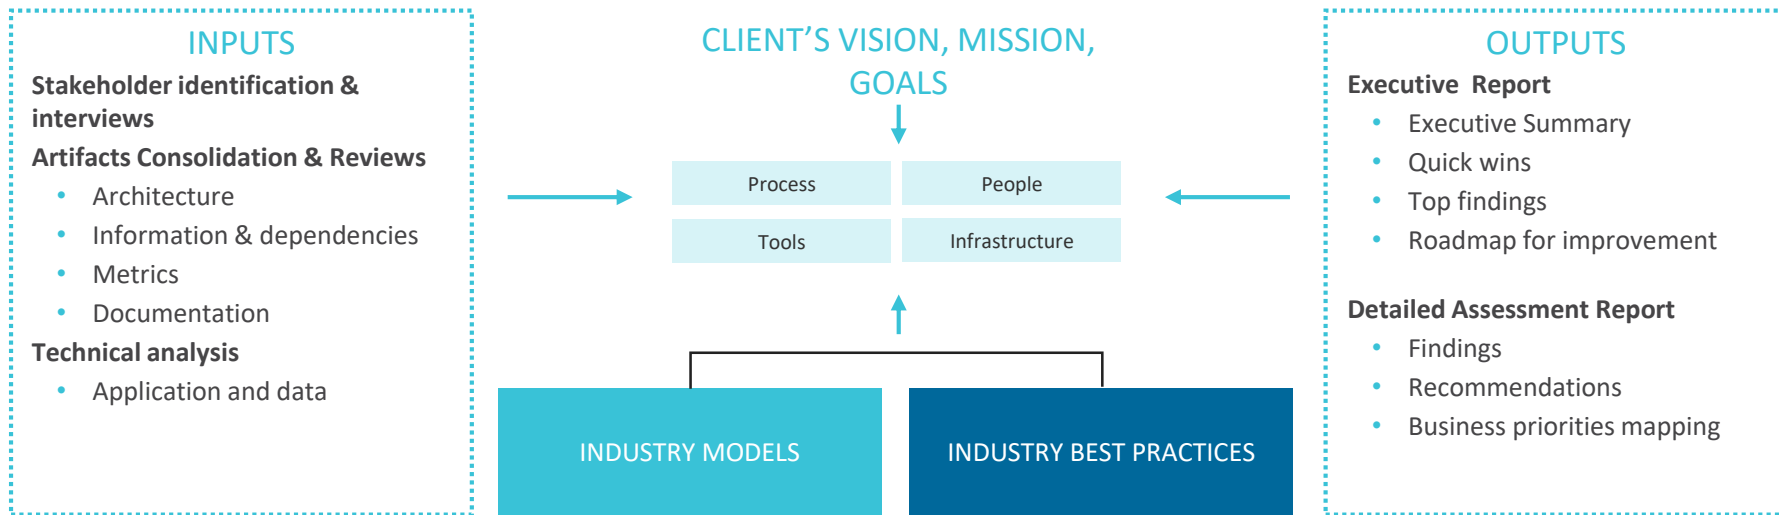 INPUTS
Stakeholder identification &
interviews
Artifacts Consolidation & Reviews
• Architecture
• Information & dependencies
• Metrics
• Documentation
Technical analysis
• Application and data
CLIENT’S VISION, MISSION,
GOALS
Process
People
Tools
Infrastructure
INDUSTRY MODELS
INDUSTRY BEST PRACTICES
OUTPUTS
Executive Report
• Executive Summary
• Quick wins
• Top findings
• Roadmap for improvement
Detailed Assessment Report
• Findings
• Recommendations
• Business priorities mapping